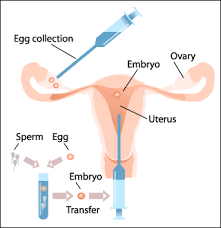 Egg collection
Embryo
Ovary
Uterus
Sperm
Egg
Embryo
Transfer